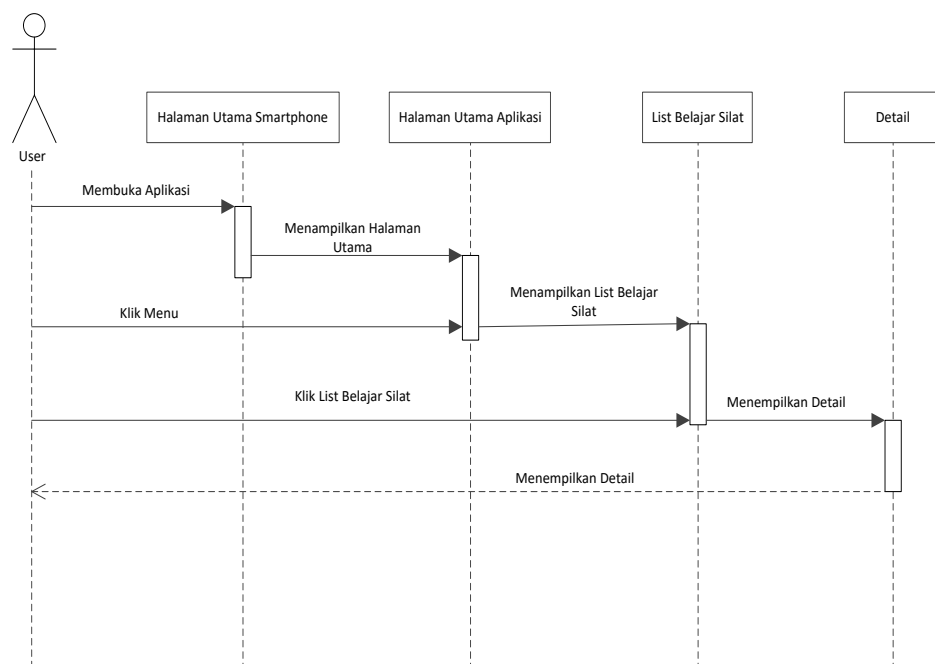 Halaman Utama Smartphone
Halaman Utama Aplikasi
List Belajar Silat
Detail
User
Membuka Aplikasi
Menampilkan Halaman
Utama
Menampilkan List Belajar
Silat
Klik Menu
Klik List Belajar Silat
Menempilkan Detail
Menempilkan Detail